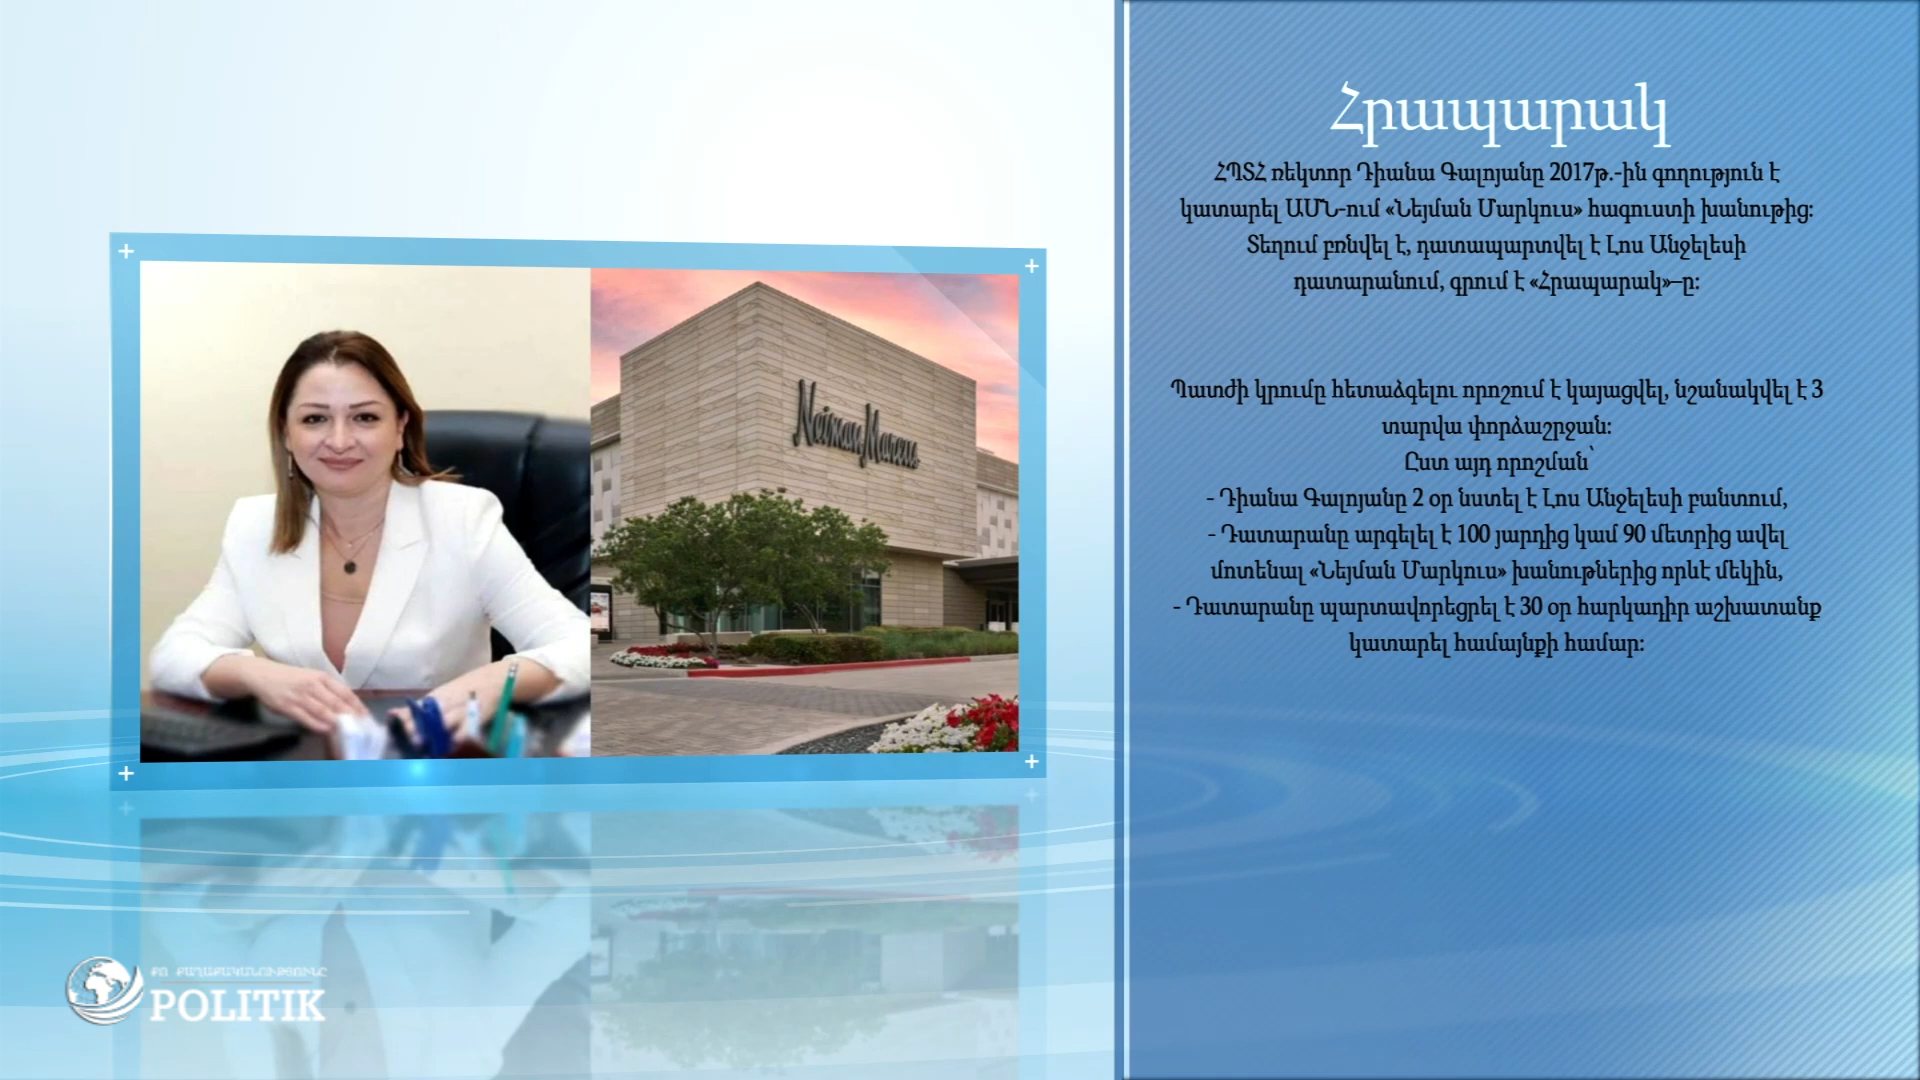 Հրապարակ
ՀՊՏՀ ռեկտոր Դիանա Գալոյանը 2017թ.-ին գողություն է
կատարել ԱՄՆ-ում «Նեյման Մարկուս» հագուստի խանութից։
Տեղում բռնվել է, դատապարտվել է Լոս Անջելեսի
դատարանում, գրում է «Հրապարակ»–ը։
Պատժի կրումը հետաձգելու որոշում է կայացվել, նշանակվել է 3
տարվա փորձաշրջան։
Ըստ այդ որոշման՝
- Դիանա Գալոյանը 2 օր նստել է Լոս Անջելեսի բանտում,
- Դատարանը արգելել է 100 յարդից կամ 90 մետրից ավել
մոտենալ «Նեյման Մարկուս» խանութներից որևէ մեկին,
- Դատարանը պարտավորեցրել է 30 օր հարկադիր աշխատանք
կատարել համայնքի համար։
Neiman Marcus
ՔՈ ՔԱՂԱՔԱԿԱՆՈՒԹՅՈՒՆԸ
POLITIK